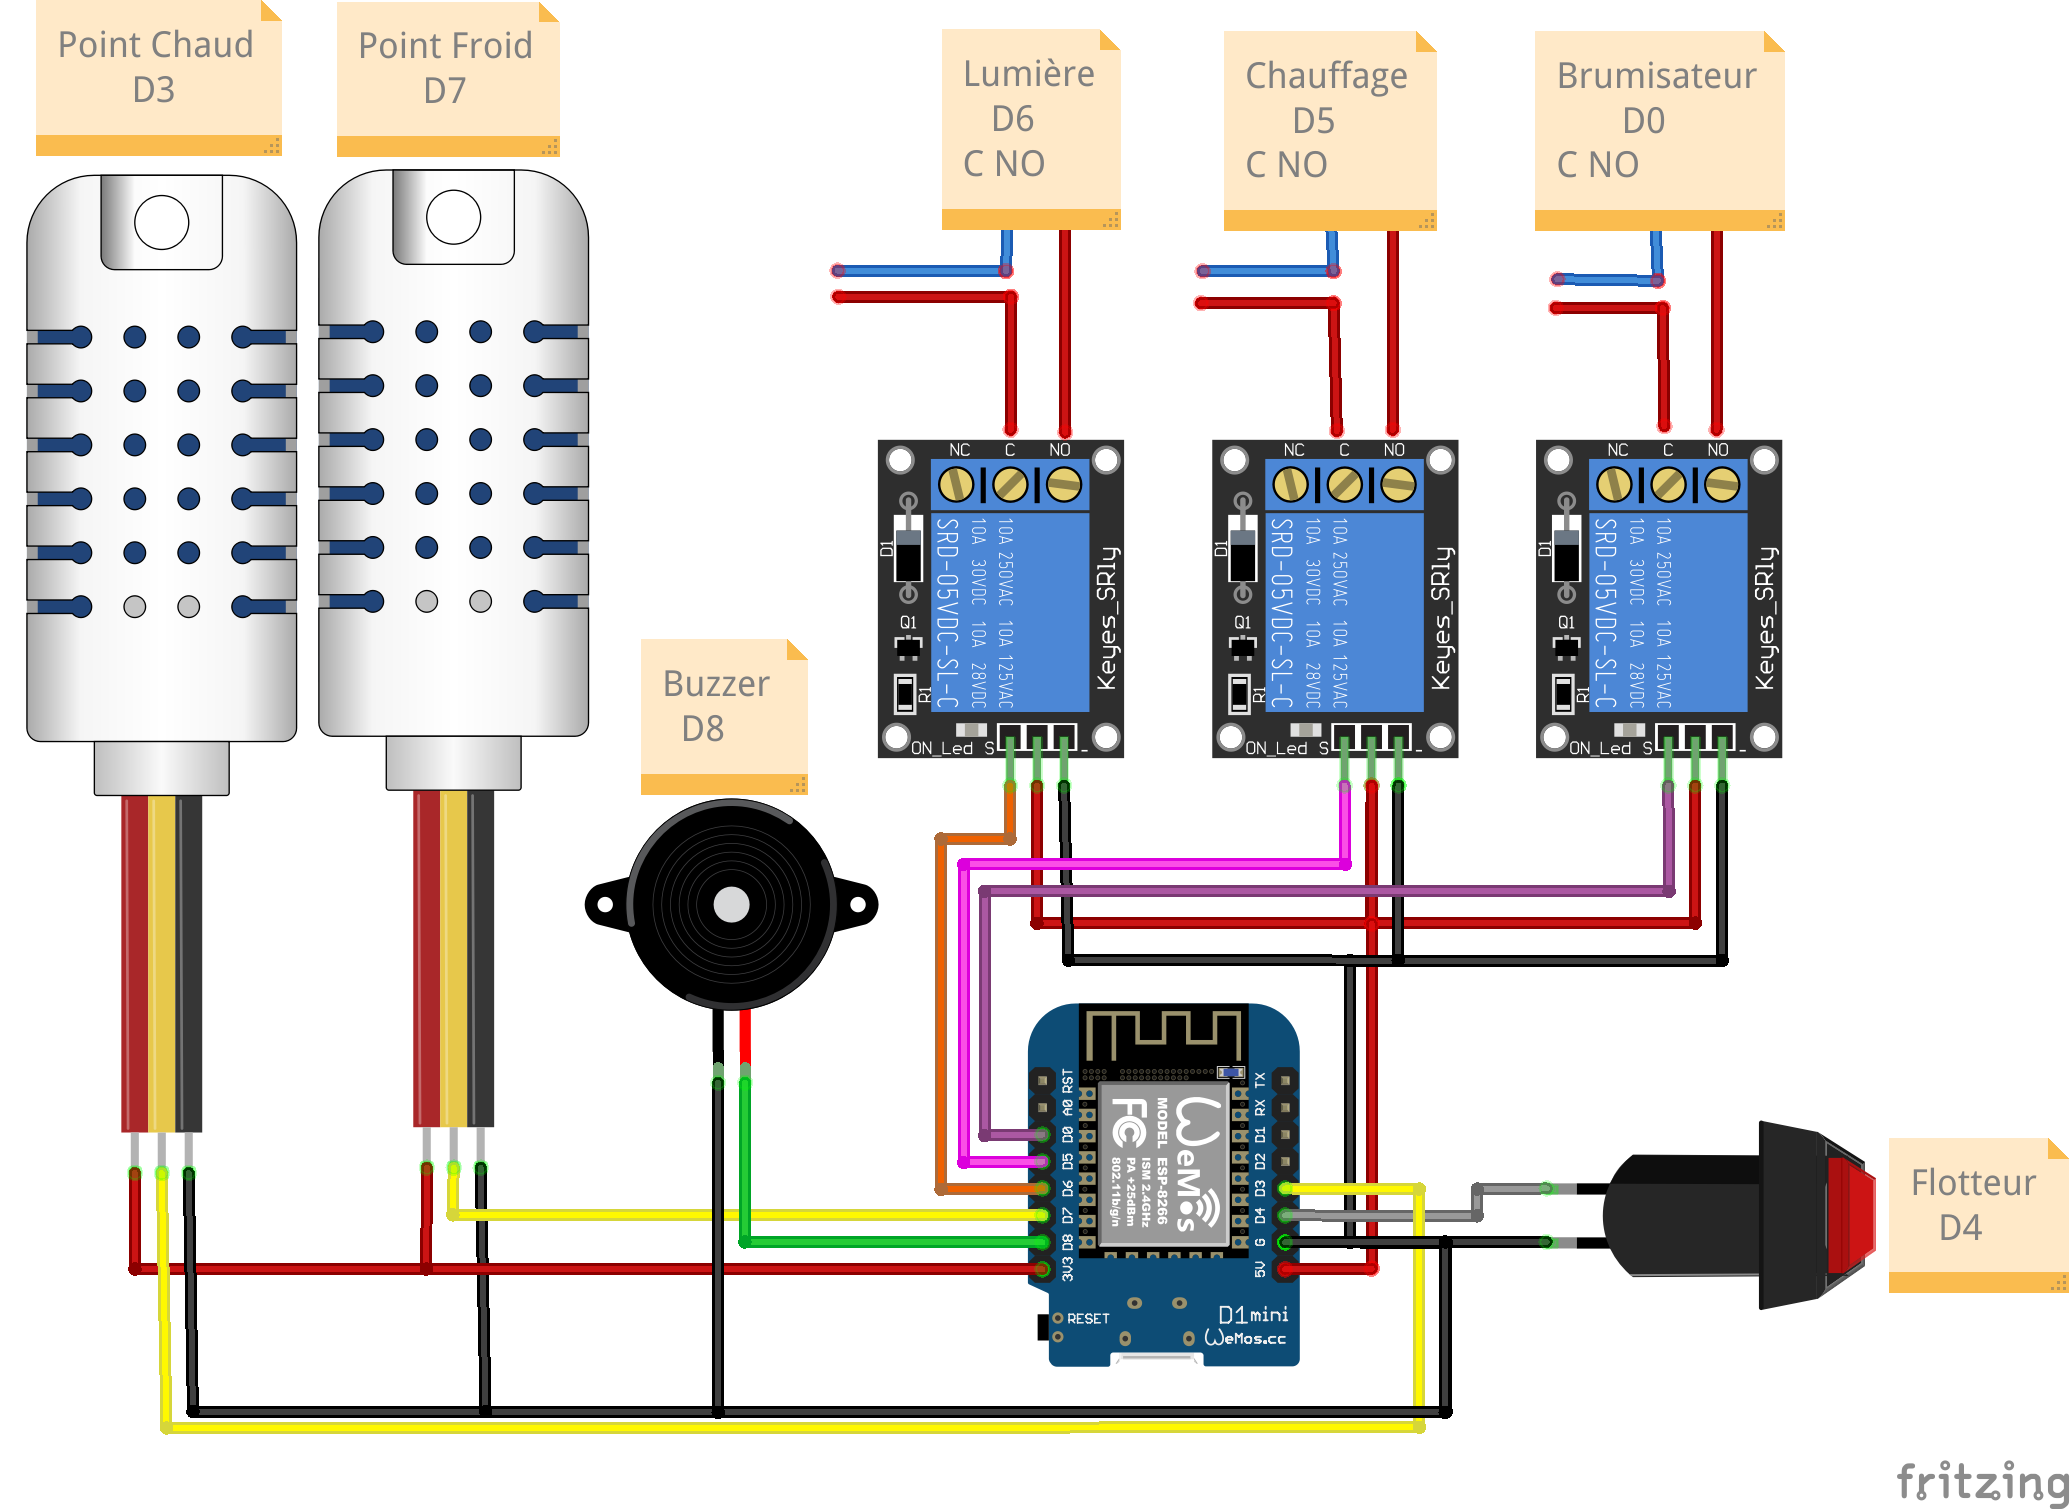 Point Chaud
D3
Point Froid
D7
Lumière
D6
C NO
Chauffage
D5
C NO
Brumisateur
D0
C NO
NC C NO
D1
SRD-05VDC-SL-C
10A 30VDC 10A 28VDC
10A 250VAC 10A 125VAC
Keyes_SRly
Q1
R1
ON_Led S -
NC C NO
D1
SRD-05VDC-SL-C
10A 30VDC 10A 28VDC
10A 250VAC 10A 125VAC
Keyes_SRly
Q1
R1
ON_Led S -
NC C NO
D1
SRD-05VDC-SL-C
10A 30VDC 10A 28VDC
10A 250VAC 10A 125VAC
Keyes_SRly
Q1
R1
ON_Led S -
Buzzer
D8
RST
A0
D0
D5
D6
D7
D8
3V3
TX
RX
D1
D2
D3
D4
G
5V
WeMos
MODEL ESP-8266
ISM 2.4GHz
PA +25dBm
802.11b/g/n
FC
RESET
D1mini
WeMos.cc
Flotteur
D4
fritzing